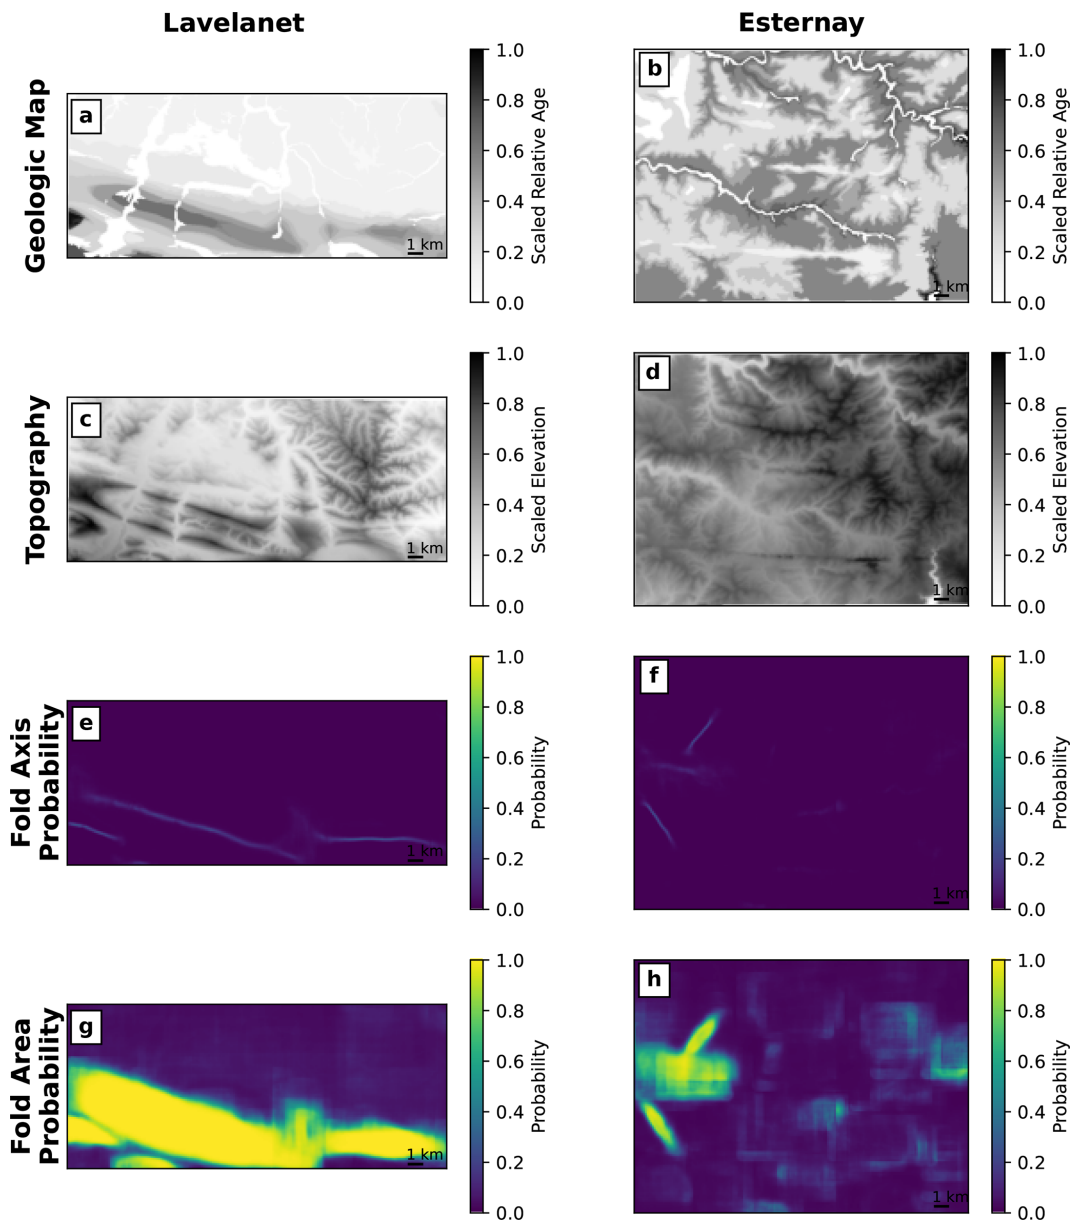 Lavelanet
Esternay
Geologic Map
a
1 km
1.0
0.8
0.6
0.4
0.2
0.0
Scaled Relative Age
b
1 km
1.0
0.8
0.6
0.4
0.2
0.0
Scaled Relative Age
Topography
c
1 km
1.0
0.8
0.6
0.4
0.2
0.0
Scaled Elevation
d
1 km
1.0
0.8
0.6
0.4
0.2
0.0
Scaled Elevation
Fold Axis
Probability
e
1 km
1.0
0.8
0.6
0.4
0.2
0.0
Probability
f
1 km
1.0
0.8
0.6
0.4
0.2
0.0
Probability
Fold Area
Probability
g
1 km
1.0
0.8
0.6
0.4
0.2
0.0
Probability
h
1 km
1.0
0.8
0.6
0.4
0.2
0.0
Probability